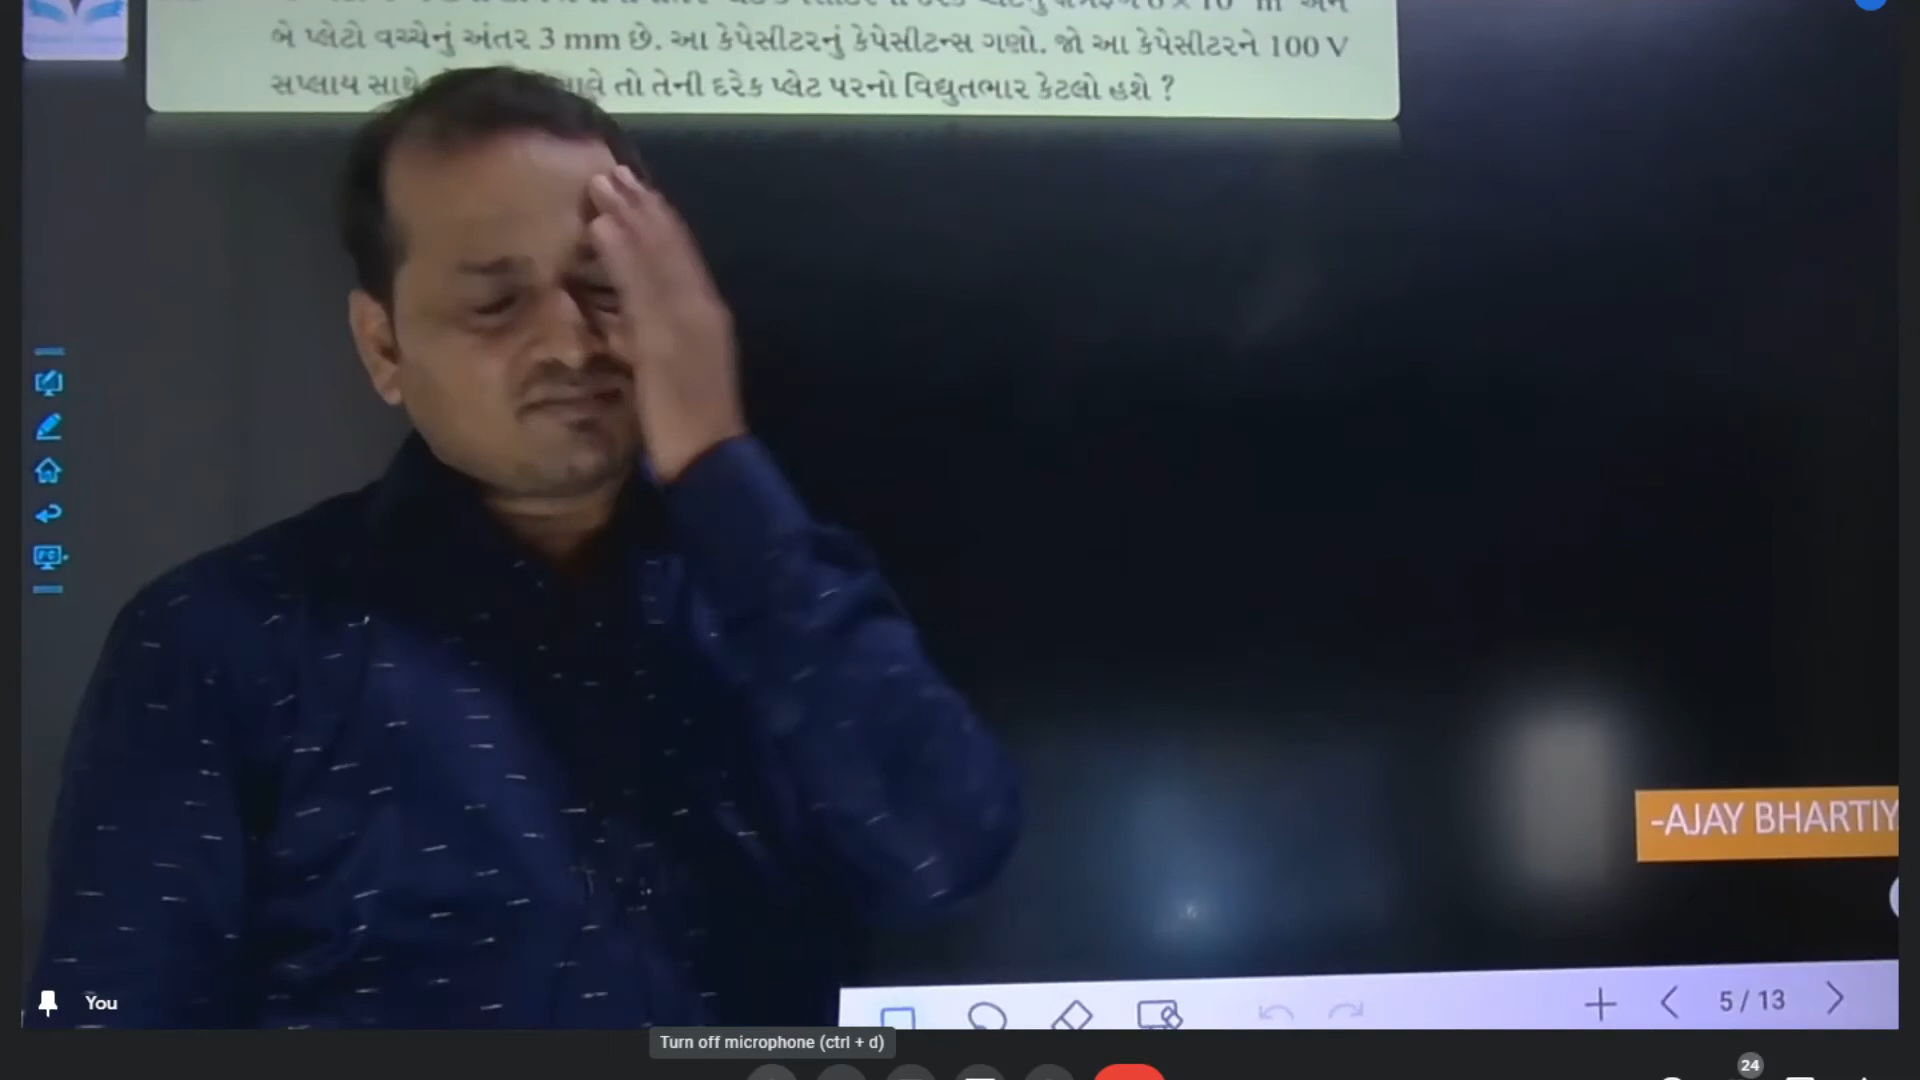 બે પ્લેટો વચ્ચેનું અંતર 3 mm છે. આ કેપેસીટરનું કેપેસીટન્સ ગણો. જો આ કેપેસીટરને 100 V
સપ્લાય સાથે તો તેની દરેક પ્લેટ પરનો વિદ્યુતભાર કેટલો હશે ?
-AJAY BHARTIY
You
5 / 13
Turn off microphone (ctrl + d)
24